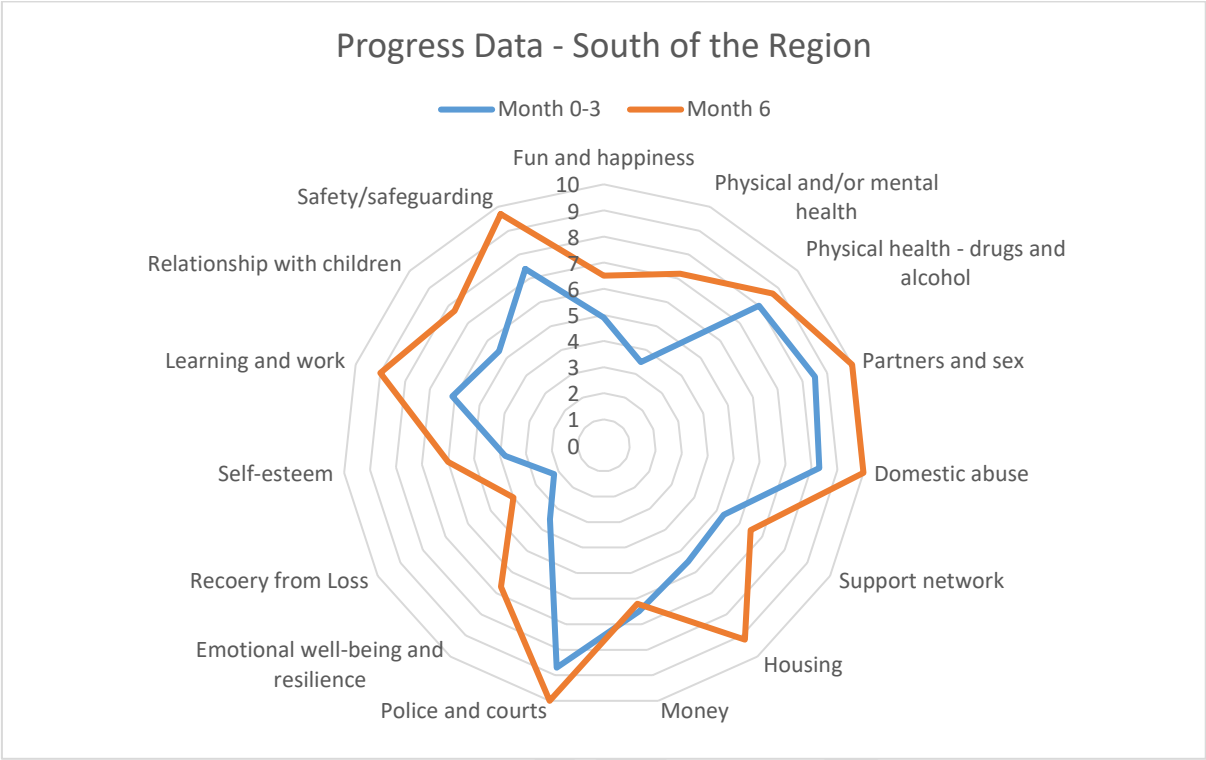 Progress Data - South of the Region
Month 0-3
Month 6
Fun and happiness
Physical and/or mental
health
Physical health - drugs and
alcohol
Partners and sex
Domestic abuse
Support network
Housing
Money
Police and courts
Emotional well-being and
resilience
Recoery from Loss
Self-esteem
Learning and work
Relationship with children
Safety/safeguarding
10
9
8
7
6
5
4
3
2
1
0